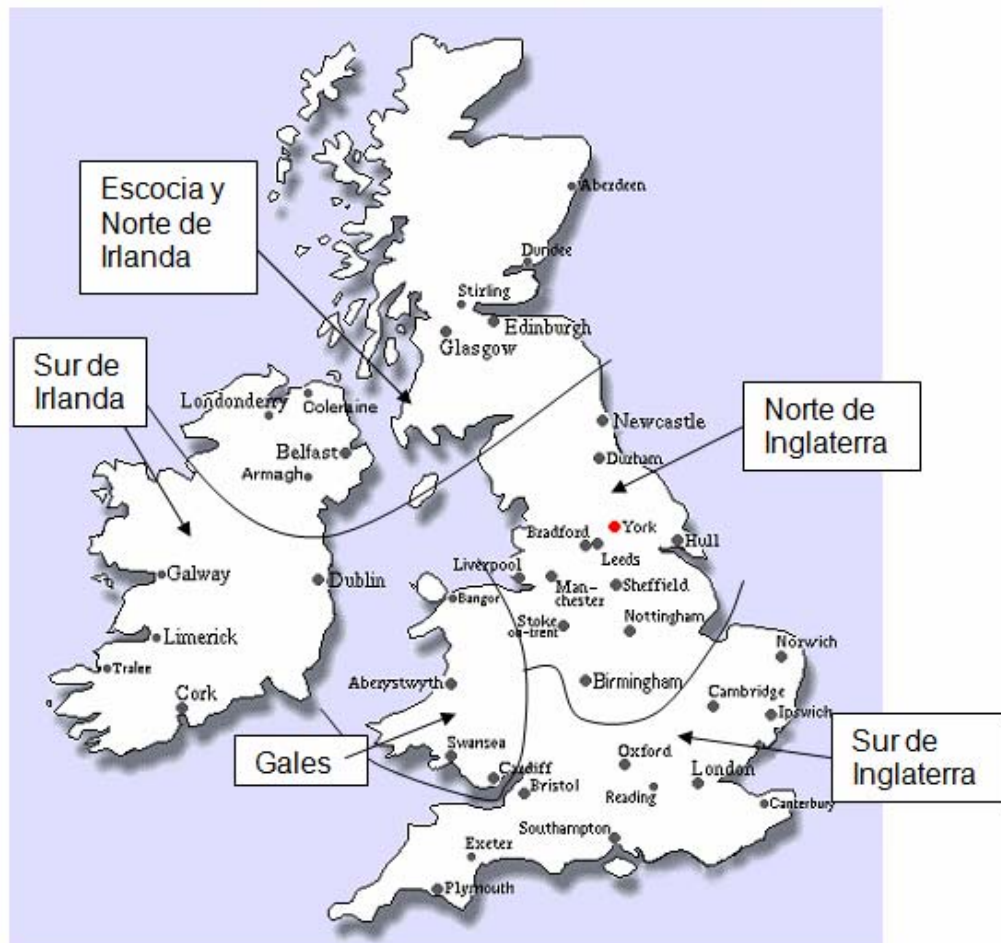 Escocia y
Norte de
Irlanda
Aberdeen
Dundee
Stirling
Edinburgh
Glasgow
Sur de
Irlanda
Londonderry
Coleraine
Belfast
Armagh
Newcastle
Durham
Norte de
Inglaterra
York
Bradford
Leeds
Hull
Liverpool
Man-
chester
Sheffield
Galway
Dublin
Bangor
Stoke
on-trent
Nottingham
Limerick
Tralee
Cork
Norwich
Aberystwyth
Birmingham
Cambridge
Ipswich
Gales
Swansea
Cardiff
Bristol
Oxford
Reading
London
Sur de
Inglaterra
Canterbury
Southampton
Exeter
Plymouth